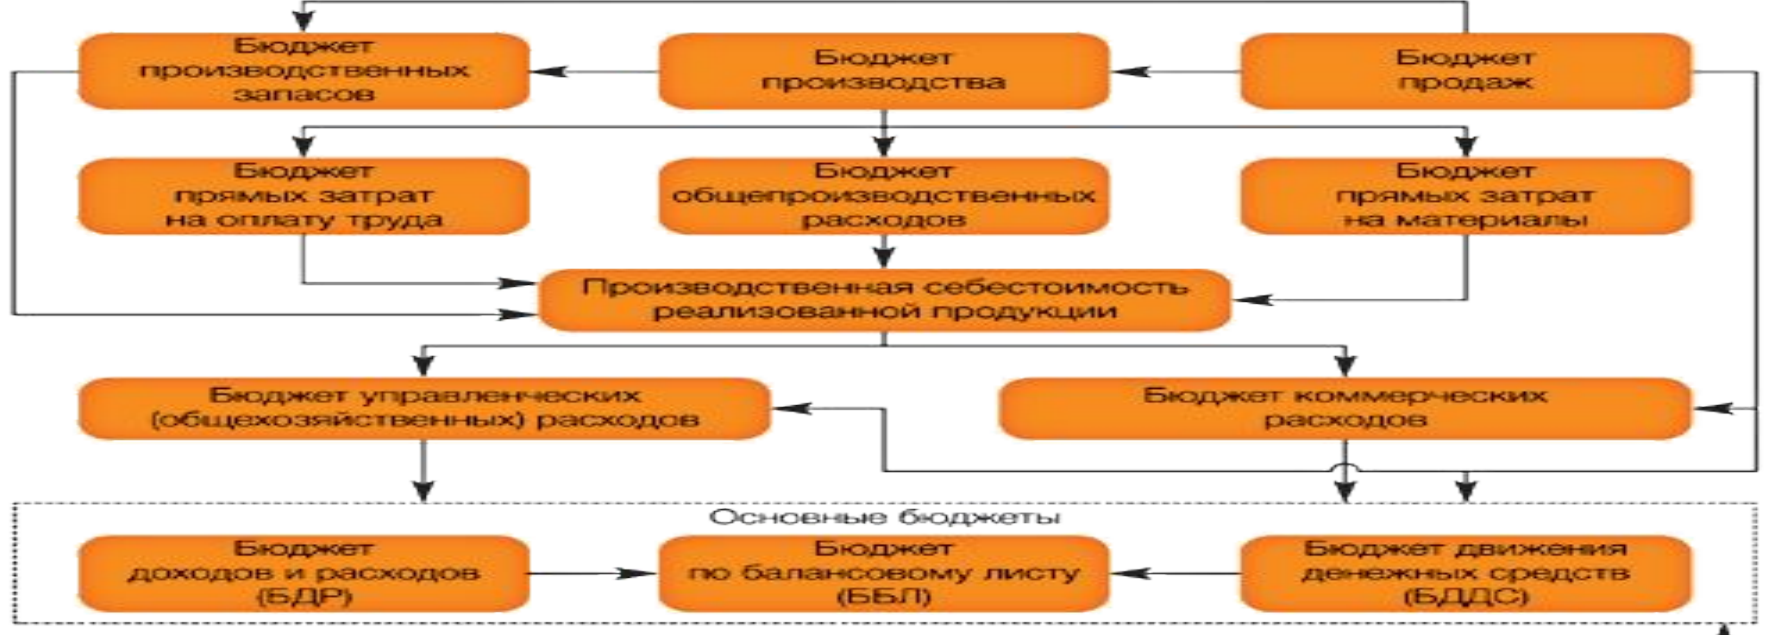 Бюджет
производственных
запасов
Бюджет
производства
Бюджет
продаж
Бюджет
прямых затрат
на оплату труда
Бюджет
общепроизводственных
расходов
Бюджет
прямых затрат
на материалы
Производственная себестоимость
реализованной продукции
Бюджет управленческих
(общехозяйственных) расходов
Бюджет коммерческих
расходов
Основные бюджеты
Бюджет
доходов и расходов
(БДР)
Бюджет
по балансовому листу
(ББЛ)
Бюджет движения
денежных средств
(БДДС)